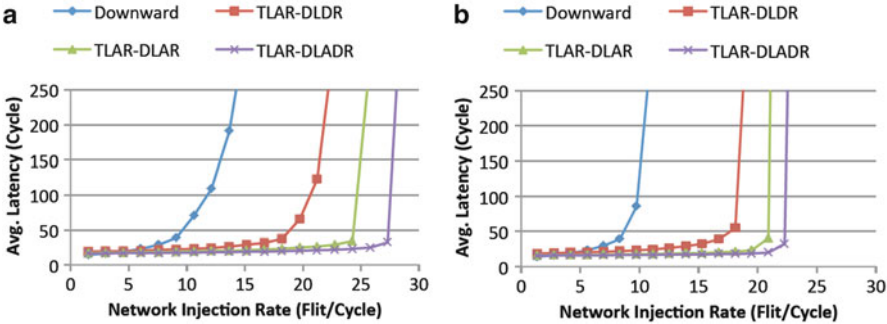 a
Downward
TLAR-DLDR
TLAR-DLAR
TLAR-DLADR
250
200
150
100
50
0
0 5 10 15 20 25 30
Avg. Latency (Cycle)
Network Injection Rate (Flit/Cycle)
b
Downward
TLAR-DLDR
TLAR-DLAR
TLAR-DLADR
250
200
150
100
50
0
0 5 10 15 20 25 30
Avg. Latency (Cycle)
Network Injection Rate (Flit/Cycle)